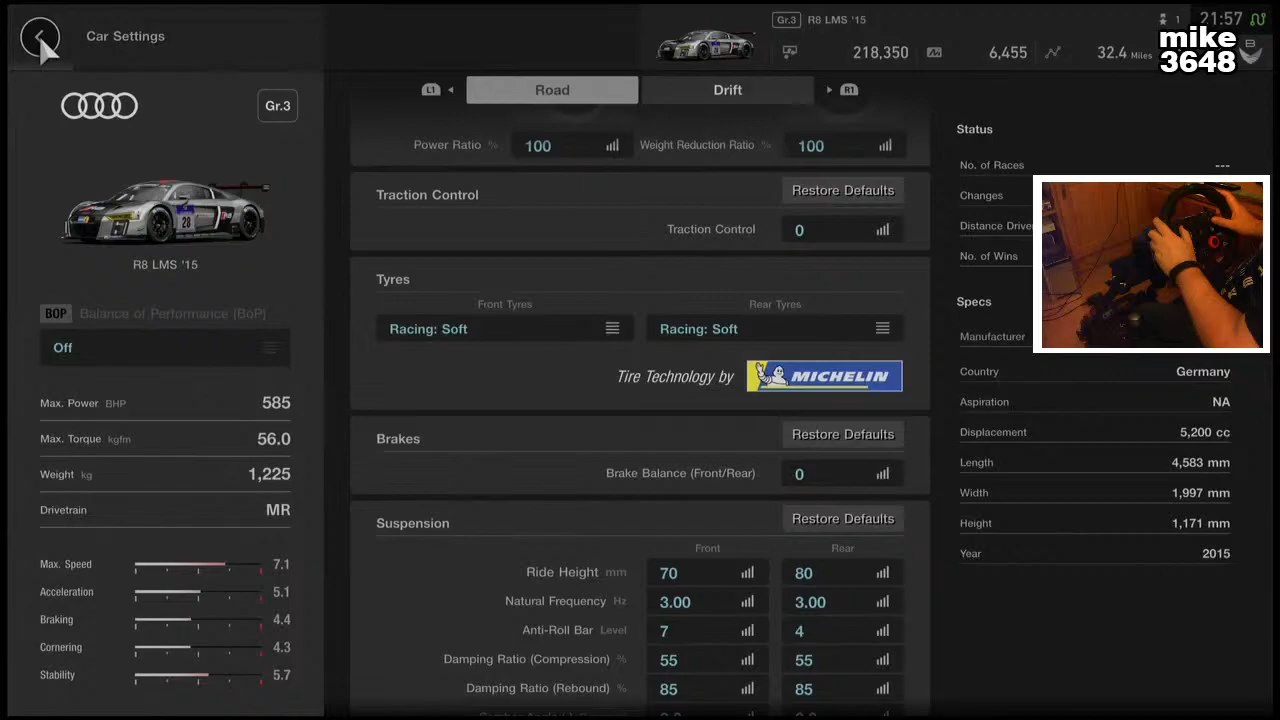 Car Settings
Gr.3 R8 LMS '15
1 21:57
218,350 6,455 32.4 Miles B
mike
3648
L1 Road Drift R1
Gr.3
28
R8 LMS '15
BOP Balance of Performance (BoP)
Off
Max. Power BHP 585
Max. Torque kgfm 56.0
Weight kg 1,225
Drivetrain MR
Max. Speed 7.1
Acceleration 5.1
Braking 4.4
Cornering 4.3
Stability 5.7
Power Ratio % 100 Weight Reduction Ratio % 100
Traction Control Restore Defaults
Traction Control 0
Tyres
Front Tyres Rear Tyres
Racing: Soft Racing: Soft
Tire Technology by MICHELIN
Brakes Restore Defaults
Brake Balance (Front/Rear) 0
Suspension Restore Defaults
Front Rear
Ride Height mm 70 80
Natural Frequency Hz 3.00 3.00
Anti-Roll Bar Level 7 4
Damping Ratio (Compression) % 55 55
Damping Ratio (Rebound) % 85 85
Status
No. of Races ---
Changes
Distance Drive
No. of Wins
Specs
Manufacturer
Country Germany
Aspiration NA
Displacement 5,200 cc
Length 4,583 mm
Width 1,997 mm
Height 1,171 mm
Year 2015